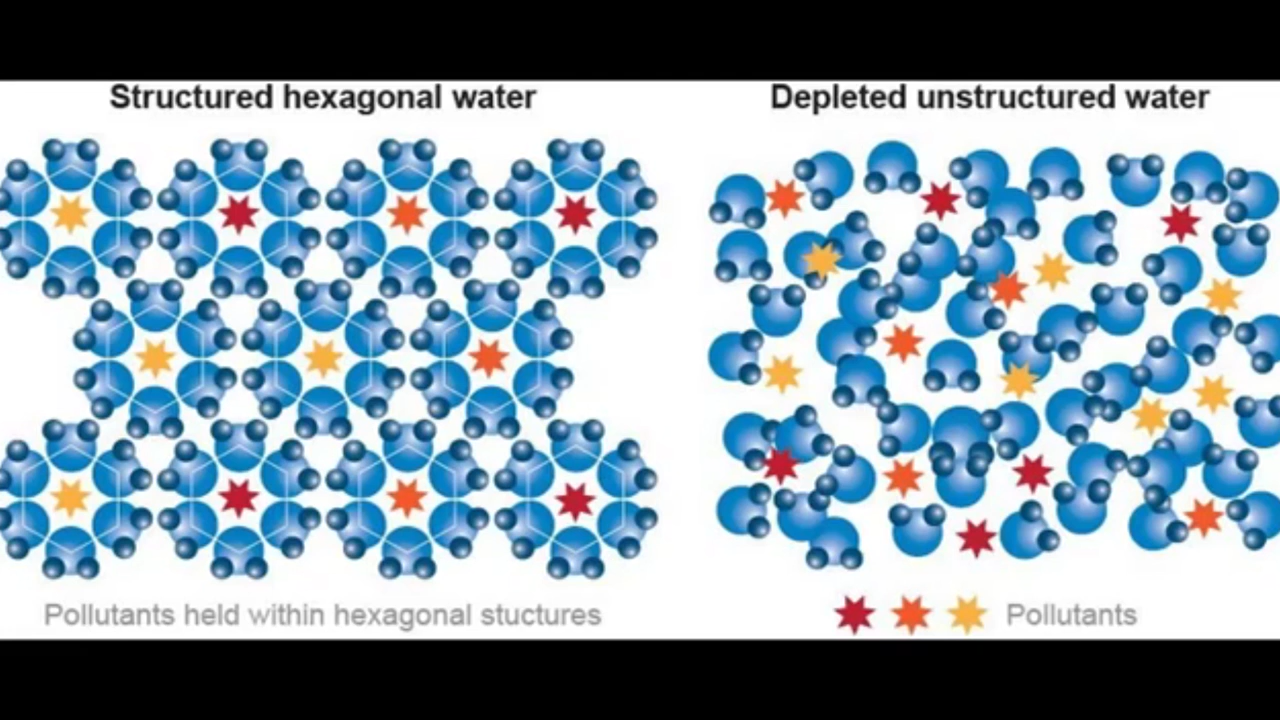 Structured hexagonal water
Depleted unstructured water
Pollutants held within hexagonal stuctures
Pollutants